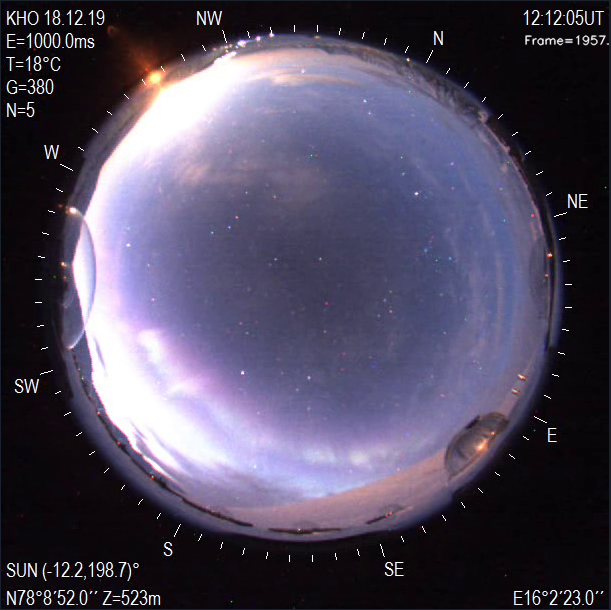 KHO 18.12.19
12:12:05UT
E=1000.0ms
Frame=1957.
T=18°C
G=380
N=5
NW
N
W
NE
SW
E
S
SE
SUN (-12.2,198.7)°
N78°8´52.0´´ Z=523m
E16°2´23.0´´